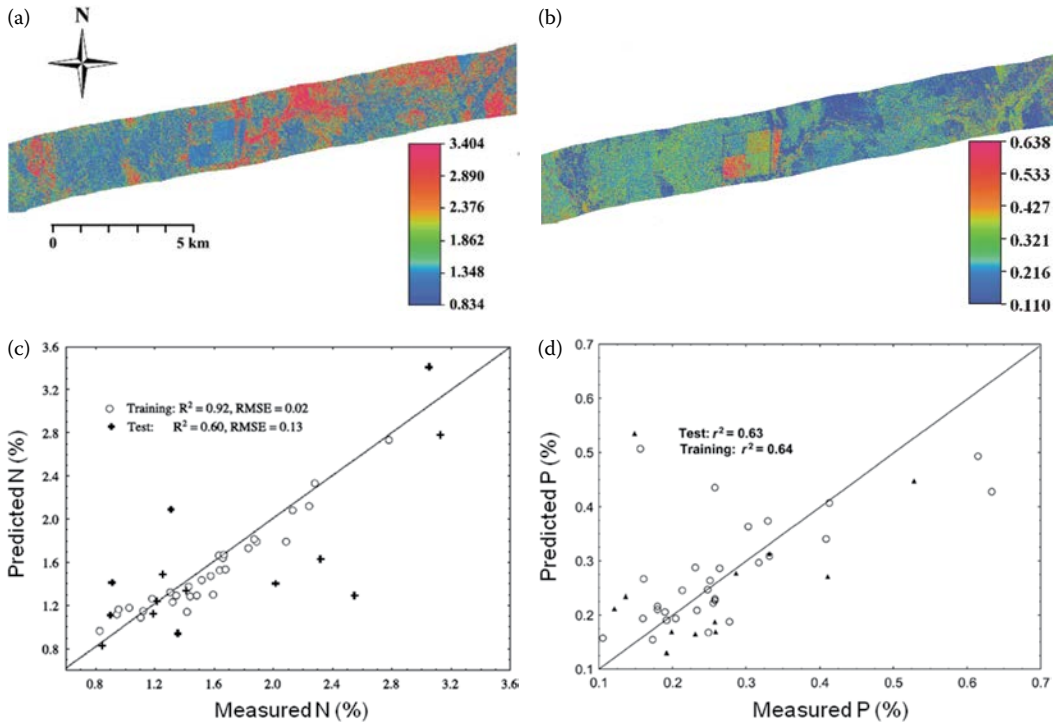 (a)
N
0
5 km
3.404
2.890
2.376
1.862
1.348
0.834
(b)
0.638
0.533
0.427
0.321
0.216
0.110
(c)
3.6
3.2
2.8
2.4
2.0
1.6
1.2
0.8
Predicted N (%)
Training: R² = 0.92, RMSE = 0.02
Test: R² = 0.60, RMSE = 0.13
0.8 1.2 1.6 2.0 2.4 2.8 3.2 3.6
Measured N (%)
(d)
0.7
0.6
0.5
0.4
0.3
0.2
0.1
Predicted P (%)
Test: r² = 0.63
Training: r² = 0.64
0.1 0.2 0.3 0.4 0.5 0.6 0.7
Measured P (%)